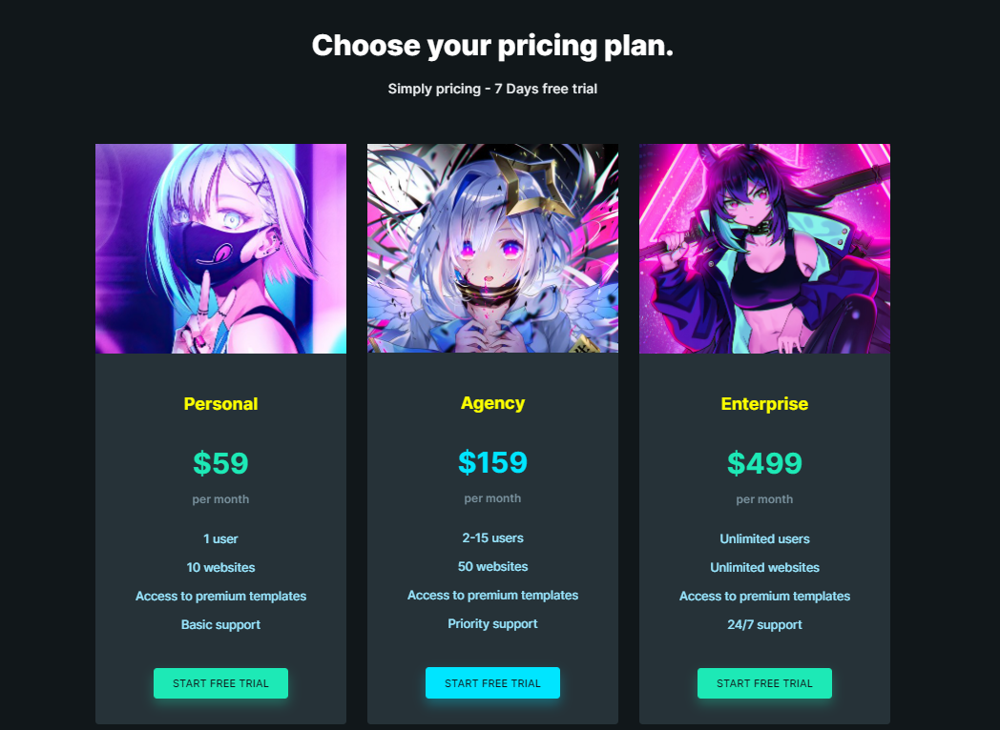 Choose your pricing plan.
Simply pricing - 7 Days free trial
Personal
$59
per month
1 user
10 websites
Access to premium templates
Basic support
START FREE TRIAL
Agency
$159
per month
2-15 users
50 websites
Access to premium templates
Priority support
START FREE TRIAL
Enterprise
$499
per month
Unlimited users
Unlimited websites
Access to premium templates
24/7 support
START FREE TRIAL